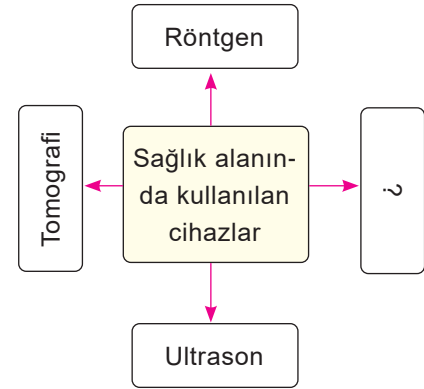 Röntgen
Tomografi
Sağlık alanın-
da kullanılan
cihazlar
?
Ultrason